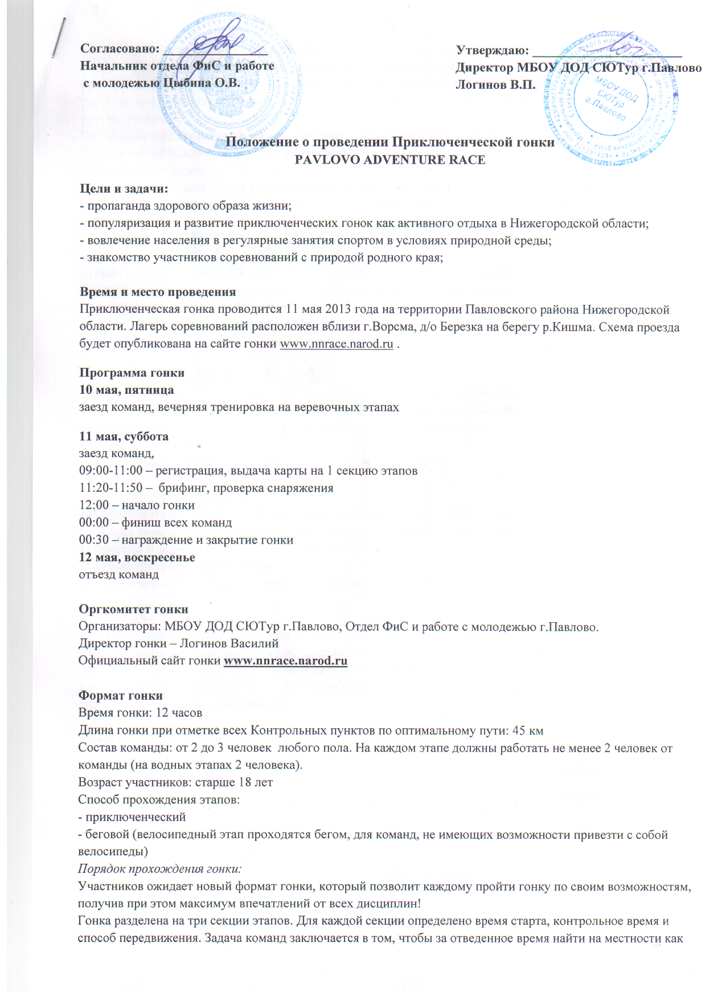 Согласовано:
Начальник отдела ФиС и работе
с молодежью Цыбина О.В.
Утверждаю:
Директор МБОУ ДОД СЮТур г.Павлово
Логинов В.П.
МБОУ ДОД
СЮТур
г.Павлово
Положение о проведении Приключенческой гонки
PAVLOVO ADVENTURE RACE
Цели и задачи:
- пропаганда здорового образа жизни;
- популяризация и развитие приключенческих гонок как активного отдыха в Нижегородской области;
- вовлечение населения в регулярные занятия спортом в условиях природной среды;
- знакомство участников соревнований с природой родного края;
Время и место проведения
Приключенческая гонка проводится 11 мая 2013 года на территории Павловского района Нижегородской
области. Лагерь соревнований расположен вблизи г.Ворсма, д/о Березка на берегу р.Кишма. Схема проезда
будет опубликована на сайте гонки www.nnrace.narod.ru .
Программа гонки
10 мая, пятница
заезд команд, вечерняя тренировка на веревочных этапах
11 мая, суббота
заезд команд,
09:00-11:00 – регистрация, выдача карты на 1 секцию этапов
11:20-11:50 – брифинг, проверка снаряжения
12:00 – начало гонки
00:00 – финиш всех команд
00:30 – награждение и закрытие гонки
12 мая, воскресенье
отъезд команд
Оргкомитет гонки
Организаторы: МБОУ ДОД СЮТур г.Павлово, Отдел ФиС и работе с молодежью г.Павлово.
Директор гонки – Логинов Василий
Официальный сайт гонки www.nnrace.narod.ru
Формат гонки
Время гонки: 12 часов
Длина гонки при отметке всех Контрольных пунктов по оптимальному пути: 45 км
Состав команды: от 2 до 3 человек любого пола. На каждом этапе должны работать не менее 2 человек от
команды (на водных этапах 2 человека).
Возраст участников: старше 18 лет
Способ прохождения этапов:
- приключенческий
- беговой (велосипедный этап проходятся бегом, для команд, не имеющих возможности привезти с собой
велосипеды)
Порядок прохождения гонки:
Участников ожидает новый формат гонки, который позволит каждому пройти гонку по своим возможностям,
получив при этом максимум впечатлений от всех дисциплин!
Гонка разделена на три секции этапов. Для каждой секции определено время старта, контрольное время и
способ передвижения. Задача команд заключается в том, чтобы за отведенное время найти на местности как